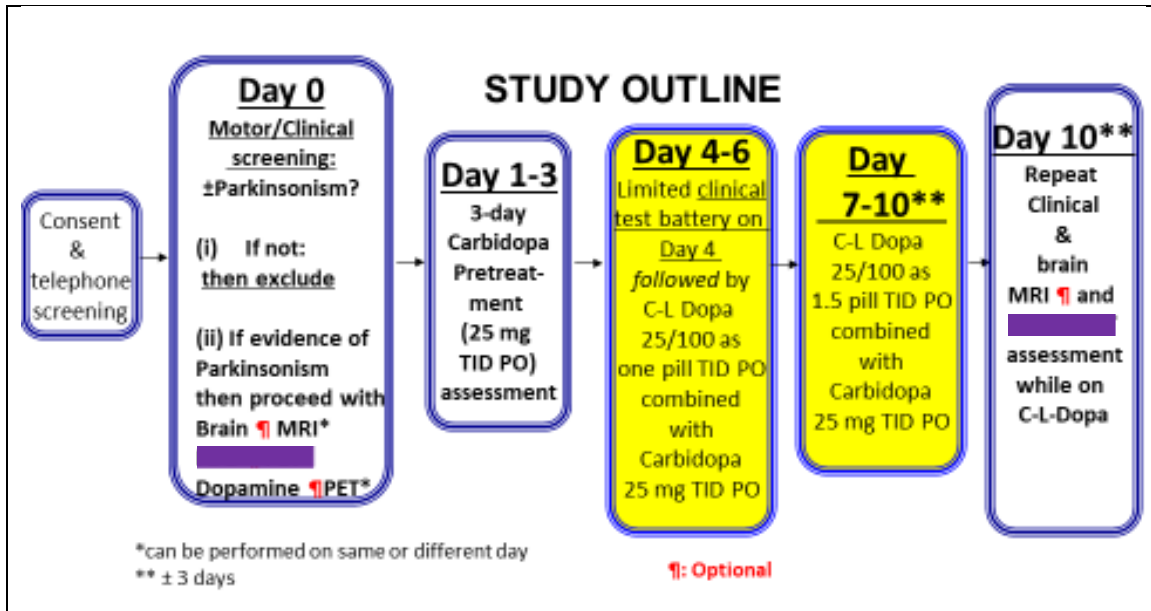 STUDY OUTLINE
Consent
&
telephone
screening
Day 0
Motor/Clinical
screening:
±Parkinsonism?
(i) If not:
then exclude
(ii) If evidence of
Parkinsonism
then proceed with
Brain ¶ MRI*
Dopamine ¶PET*
Day 1-3
3-day
Carbidopa
Pretreat-
ment
(25 mg
TID PO)
assessment
Day 4-6
Limited clinical
test battery on
Day 4
followed by
C-L Dopa
25/100 as
one pill TID PO
combined
with
Carbidopa
25 mg TID PO
Day
7-10**
C-L Dopa
25/100 as
1.5 pill TID PO
combined
with
Carbidopa
25 mg TID PO
Day 10**
Repeat
Clinical
&
brain
MRI ¶ and
assessment
while on
C-L-Dopa
*can be performed on same or different day
** ± 3 days
¶: Optional